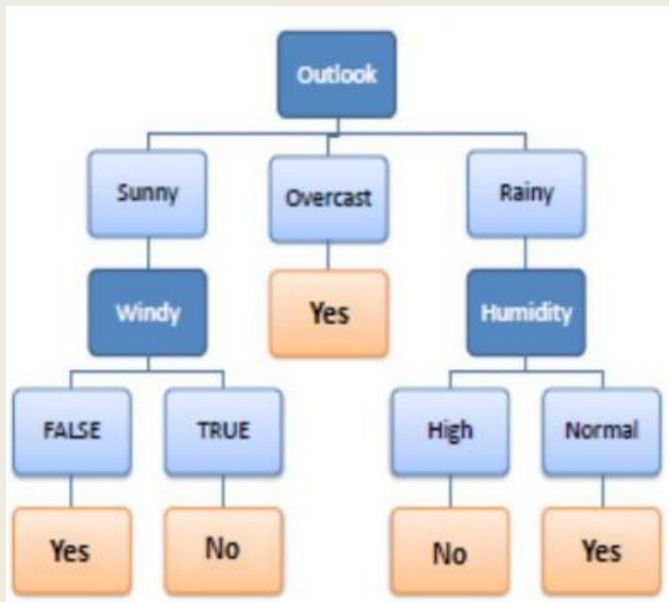 Outlook
Sunny Overcast Rainy
Windy Yes Humidity
FALSE TRUE High Normal
Yes No No Yes